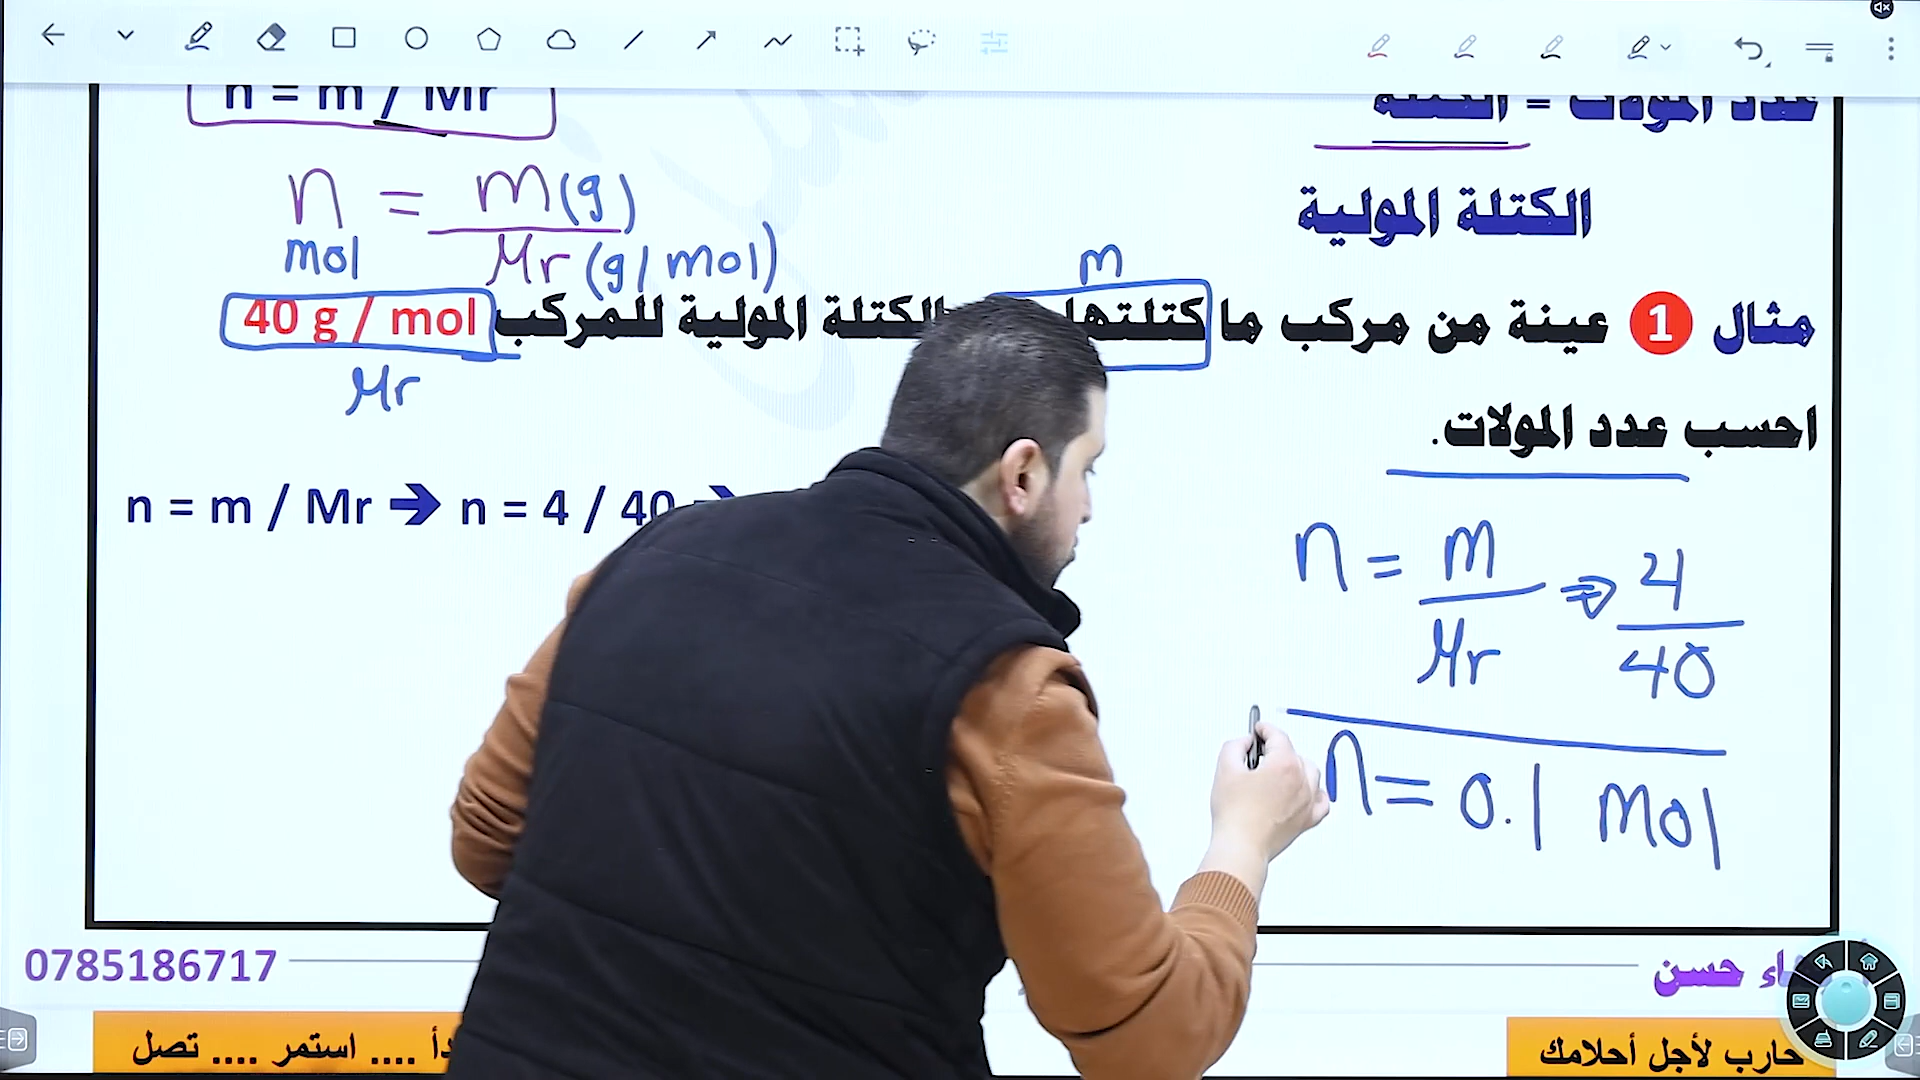 عدد المولات = الكتلة
n = m / Mr
الكتلة المولية
n = m(g)
mol Mr (g/mol)
m
مثال 1 عينة من مركب ما كتلتها الكتلة المولية للمركب 40 g / mol
Mr
احسب عدد المولات.
n = m / Mr ➔ n = 4 / 40
n = m ⇒ 4
Mr 40
n = 0.1 mol
حسن
0785186717
حارب لأجل أحلامك
استمر .... تصل